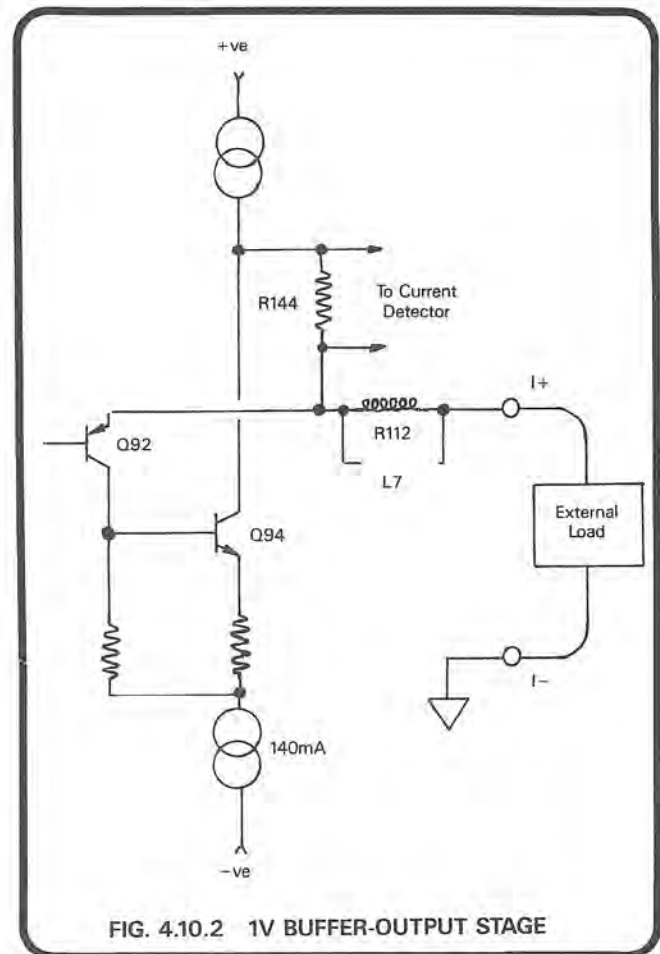 +ve
R144
To Current
Detector
I+
Q92
R112
L7
Q94
External
Load
I−
140mA
−ve
FIG. 4.10.2 1V BUFFER-OUTPUT STAGE